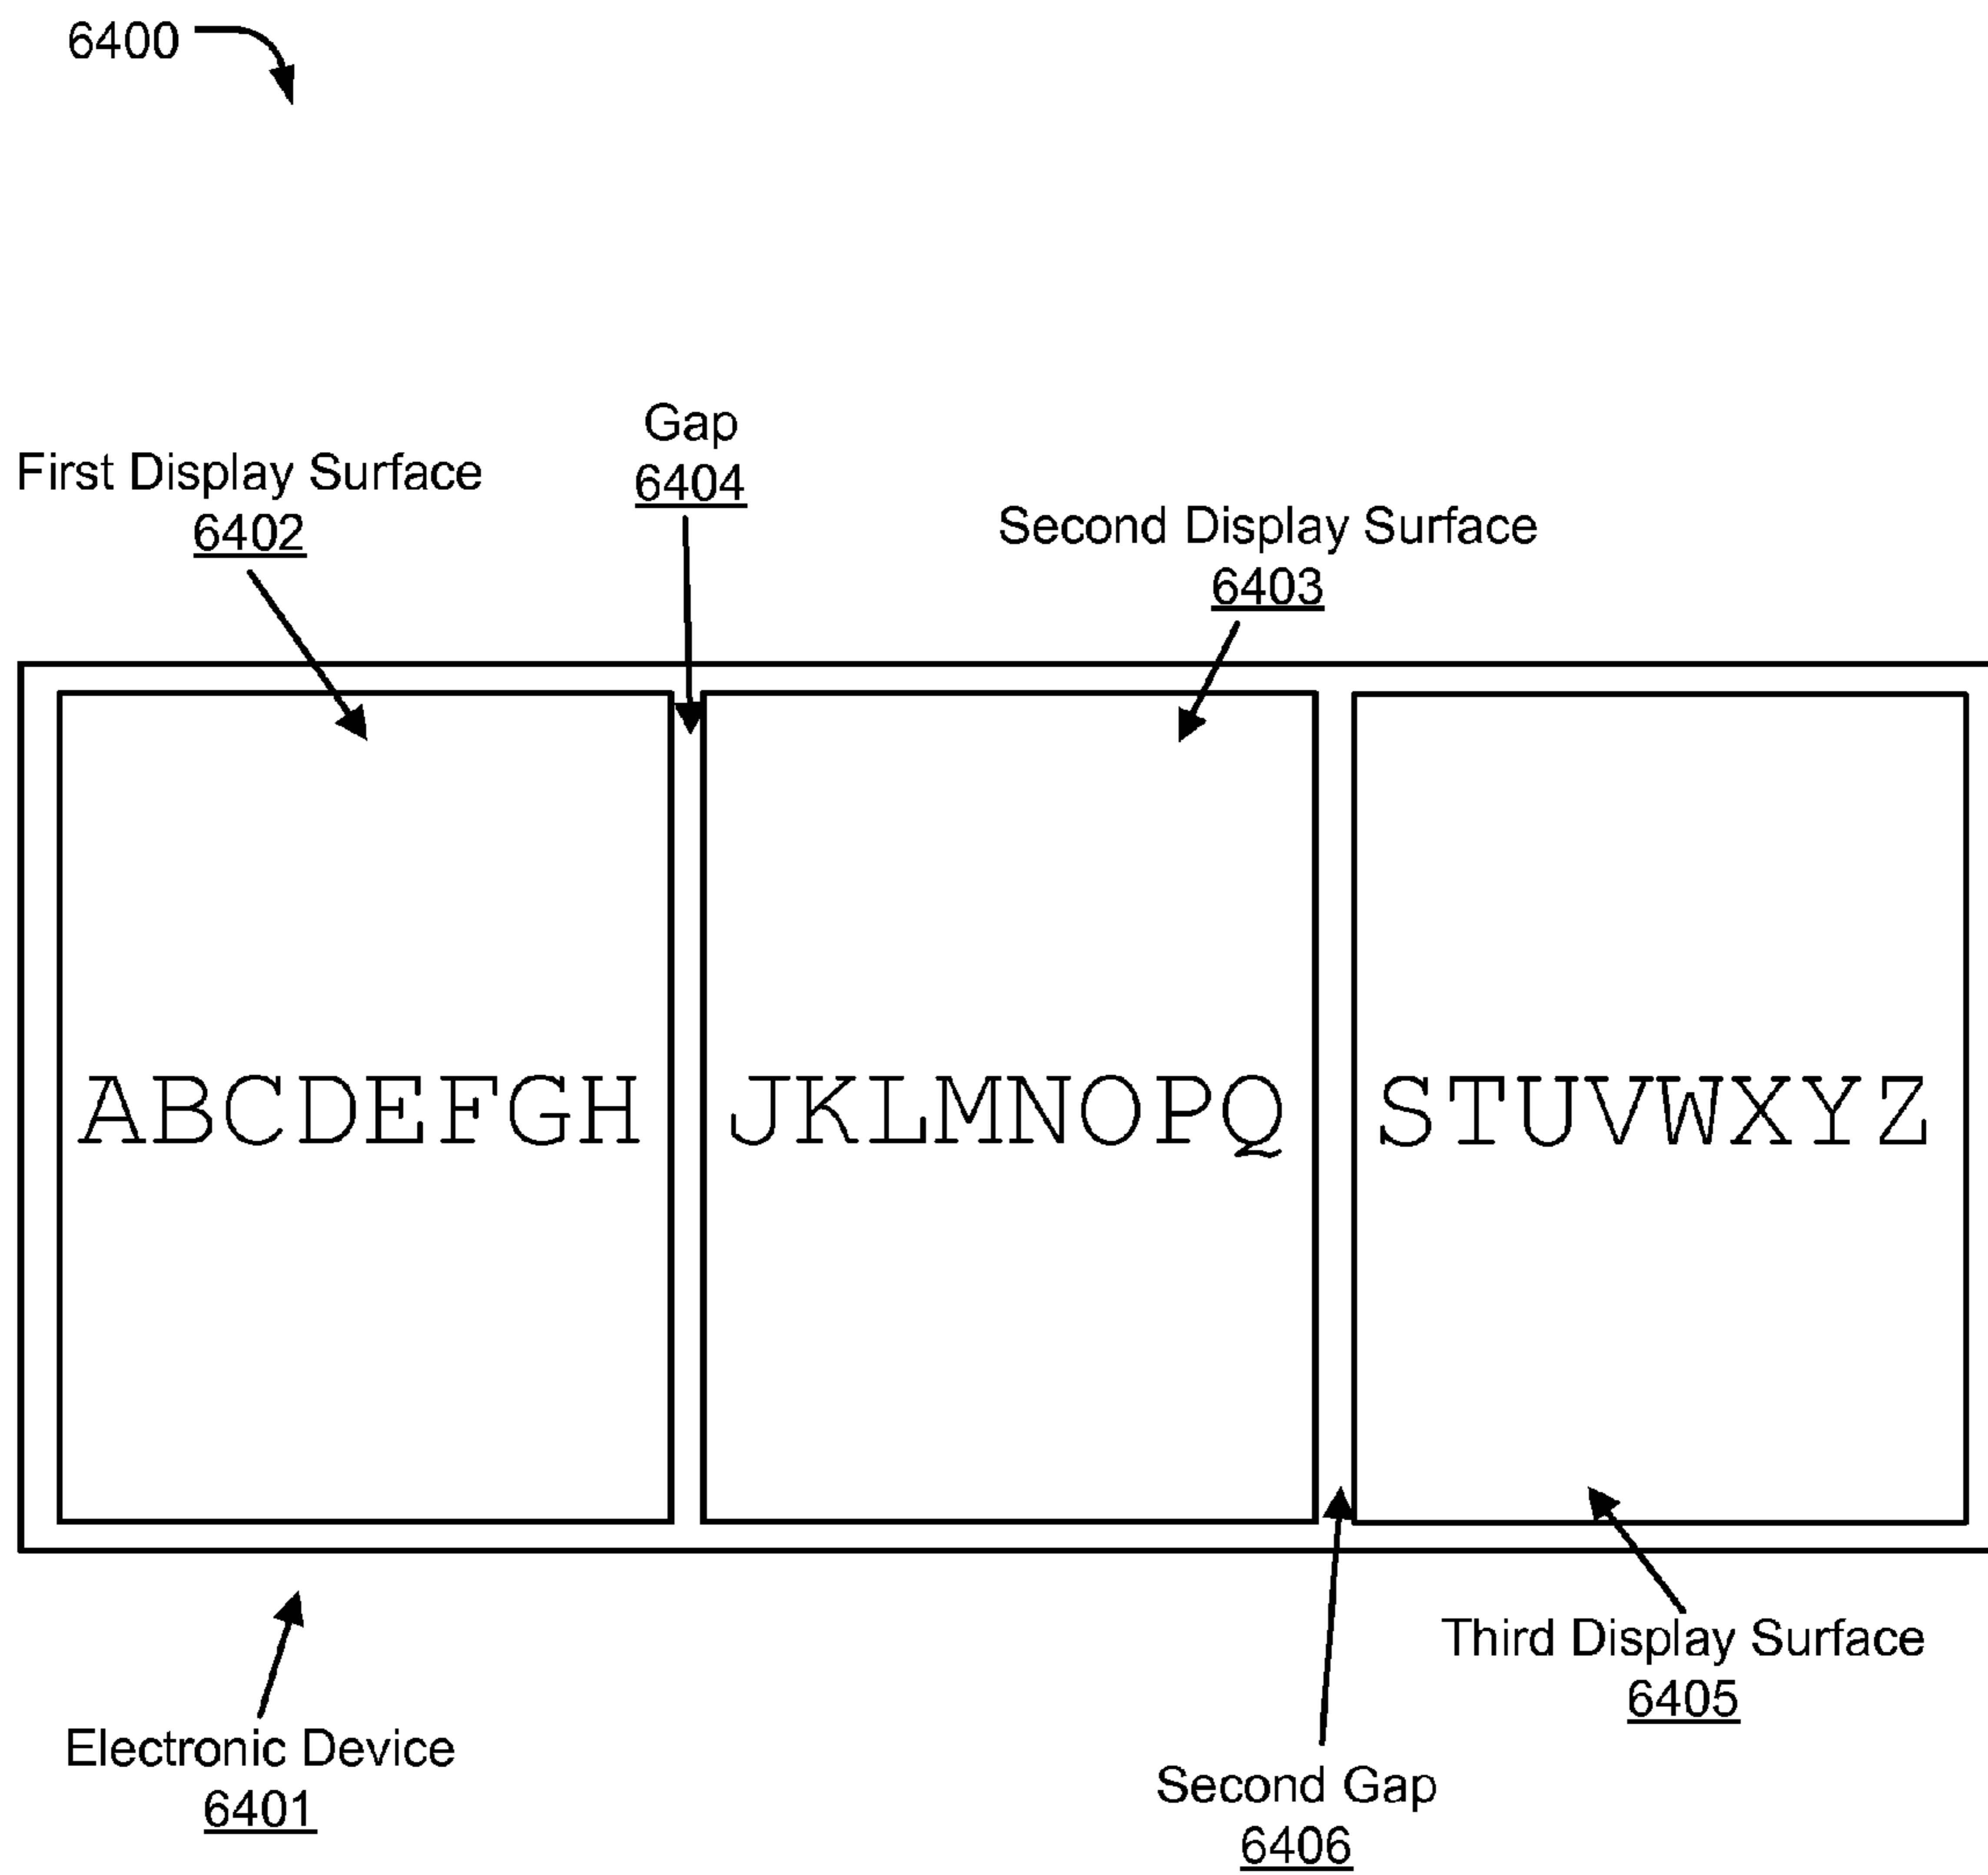 6400
Gap
6404
First Display Surface
6402
Second Display Surface
6403
ABCDEFGH
JKLMNOPQ
STUVWXYZ
Third Display Surface
6405
Electronic Device
6401
Second Gap
6406